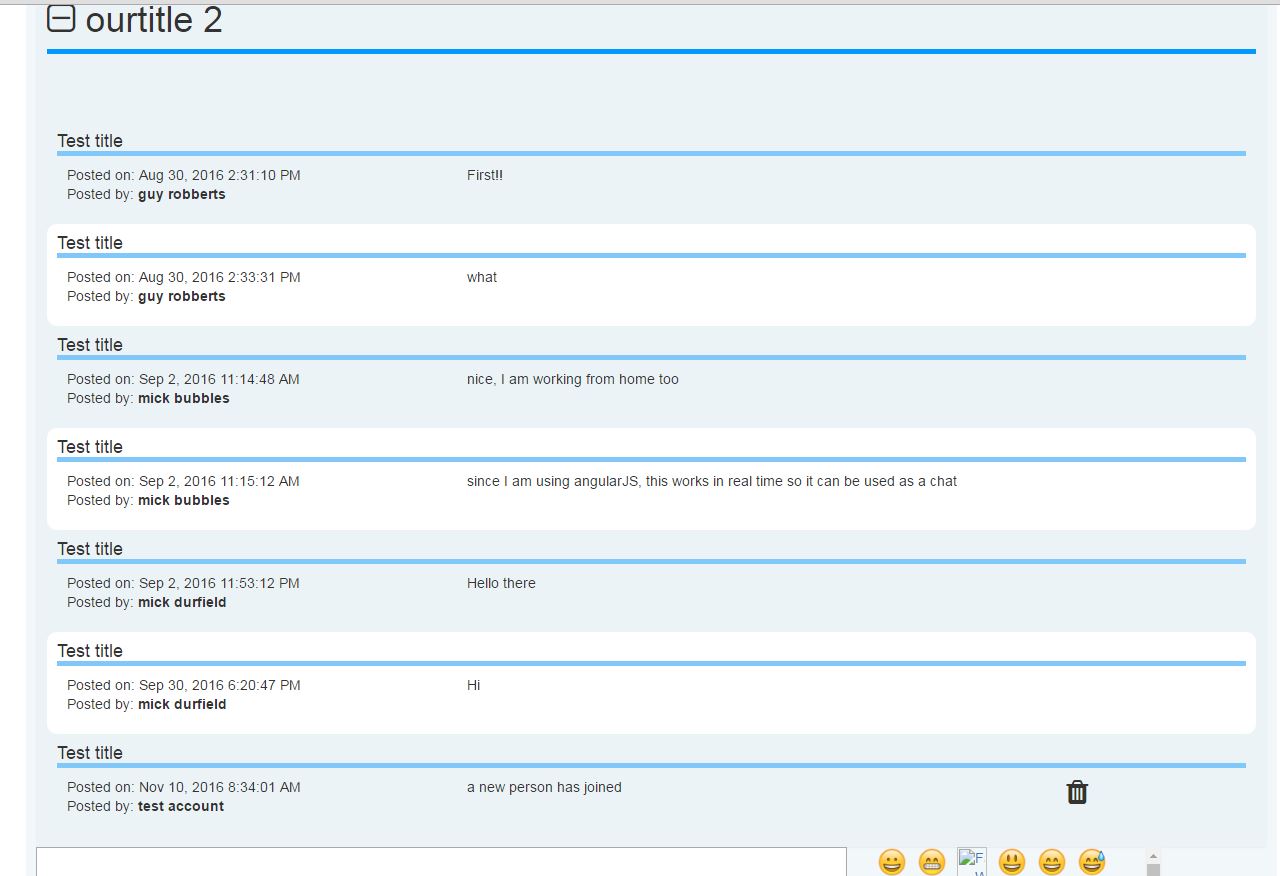 ourtitle 2
Test title
Posted on: Aug 30, 2016 2:31:10 PM
First!!
Posted by: guy robberts
Test title
Posted on: Aug 30, 2016 2:33:31 PM
what
Posted by: guy robberts
Test title
Posted on: Sep 2, 2016 11:14:48 AM
nice, I am working from home too
Posted by: mick bubbles
Test title
Posted on: Sep 2, 2016 11:15:12 AM
since I am using angularJS, this works in real time so it can be used as a chat
Posted by: mick bubbles
Test title
Posted on: Sep 2, 2016 11:53:12 PM
Hello there
Posted by: mick durfield
Test title
Posted on: Sep 30, 2016 6:20:47 PM
Hi
Posted by: mick durfield
Test title
Posted on: Nov 10, 2016 8:34:01 AM
a new person has joined
Posted by: test account